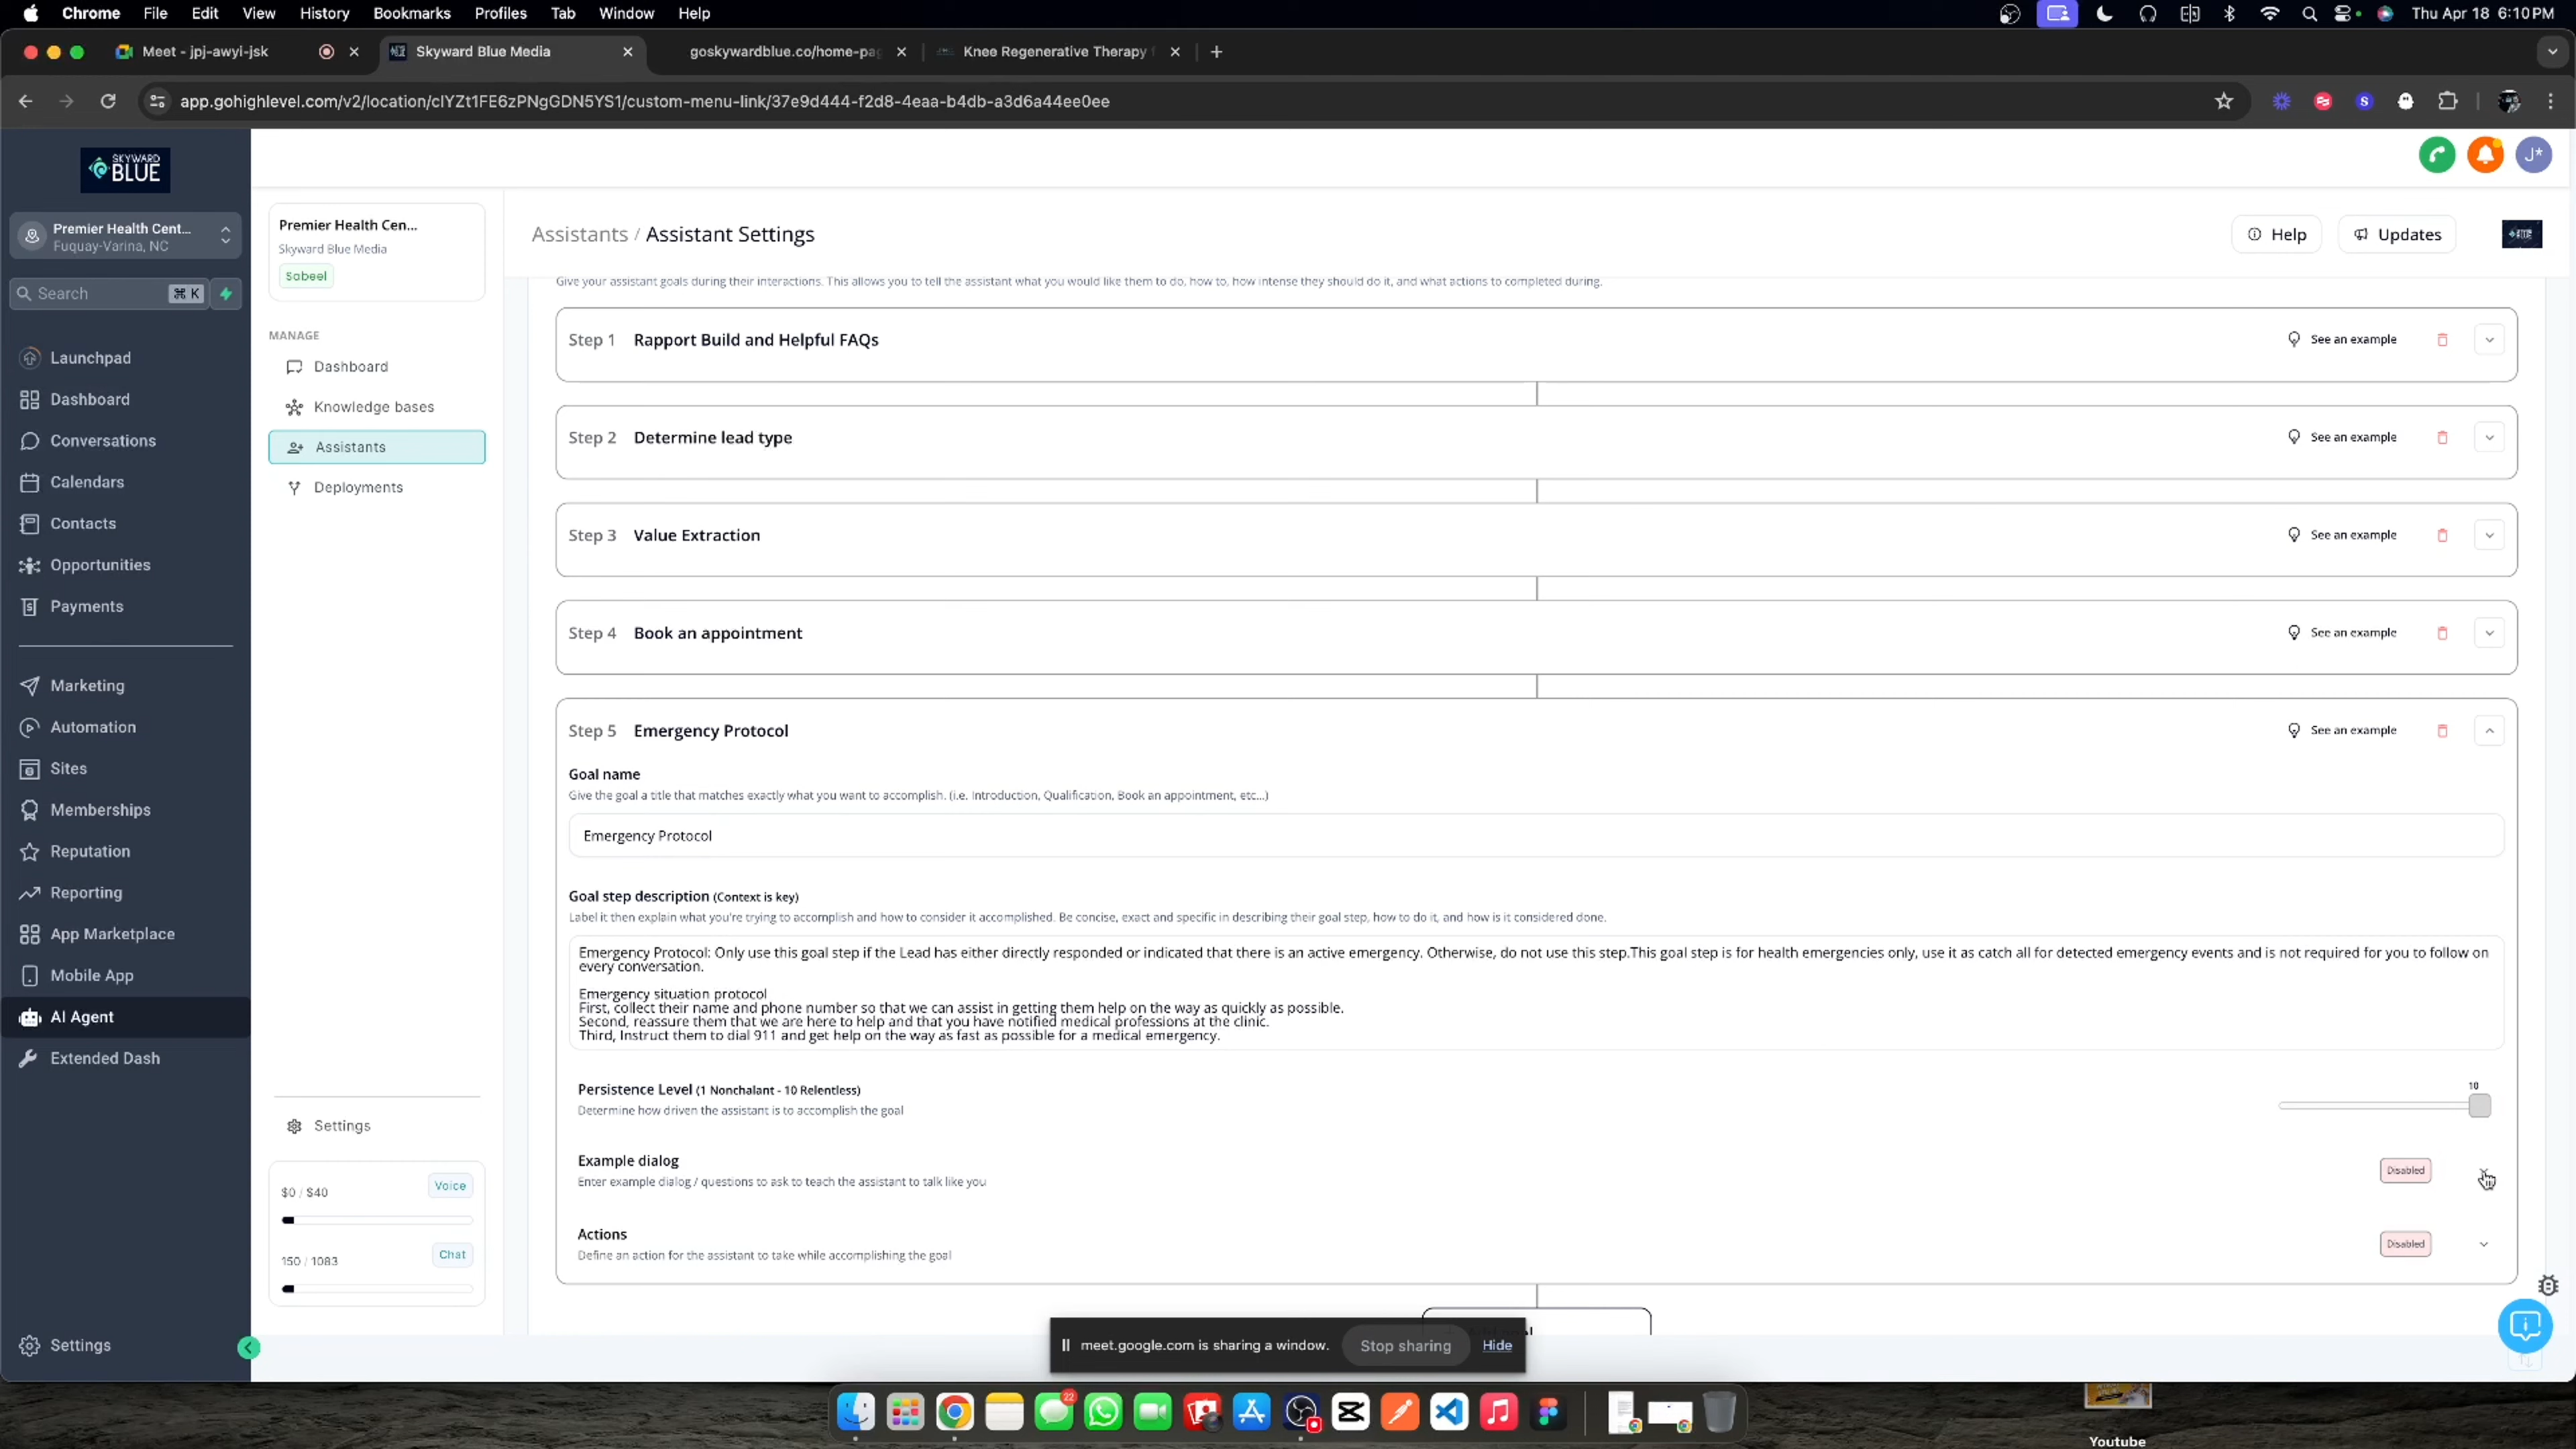 Chrome File Edit View History Bookmarks Profiles Tab Window Help
Thu Apr 18 6:10 PM
Meet - jpj-awyi-jsk
Skyward Blue Media
goskywardblue.co/home-pag
Knee Regenerative Therapy
app.gohighlevel.com/v2/location/clYZt1FE6zPNgGDN5YS1/custom-menu-link/37e9d444-f2d8-4eaa-b4db-a3d6a44ee0ee
SKYWARD
BLUE
J*
Premier Health Cent...
Fuquay-Varina, NC
Search ⌘ K
Launchpad
Dashboard
Conversations
Calendars
Contacts
Opportunities
Payments
Marketing
Automation
Sites
Memberships
Reputation
Reporting
App Marketplace
Mobile App
AI Agent
Extended Dash
Settings
Premier Health Cen...
Skyward Blue Media
Sabeel
MANAGE
Dashboard
Knowledge bases
Assistants
Deployments
Settings
$0 / $40 Voice
150 / 1083 Chat
Assistants / Assistant Settings
Help
Updates
Give your assistant goals during their interactions. This allows you to tell the assistant what you would like them to do, how to, how intense they should do it, and what actions to completed during.
Step 1 Rapport Build and Helpful FAQs See an example
Step 2 Determine lead type See an example
Step 3 Value Extraction See an example
Step 4 Book an appointment See an example
Step 5 Emergency Protocol See an example
Goal name
Give the goal a title that matches exactly what you want to accomplish. (i.e. Introduction, Qualification, Book an appointment, etc...)
Emergency Protocol
Goal step description (Context is key)
Label it then explain what you're trying to accomplish and how to consider it accomplished. Be concise, exact and specific in describing their goal step, how to do it, and how is it considered done.
Emergency Protocol: Only use this goal step if the Lead has either directly responded or indicated that there is an active emergency. Otherwise, do not use this step.This goal step is for health emergencies only, use it as catch all for detected emergency events and is not required for you to follow on
every conversation.
Emergency situation protocol
First, collect their name and phone number so that we can assist in getting them help on the way as quickly as possible.
Second, reassure them that we are here to help and that you have notified medical professions at the clinic.
Third, Instruct them to dial 911 and get help on the way as fast as possible for a medical emergency.
Persistence Level (1 Nonchalant - 10 Relentless)
Determine how driven the assistant is to accomplish the goal
10
Example dialog
Enter example dialog / questions to ask to teach the assistant to talk like you
Disabled
Actions
Define an action for the assistant to take while accomplishing the goal
Disabled
meet.google.com is sharing a window. Stop sharing Hide
22
Youtube